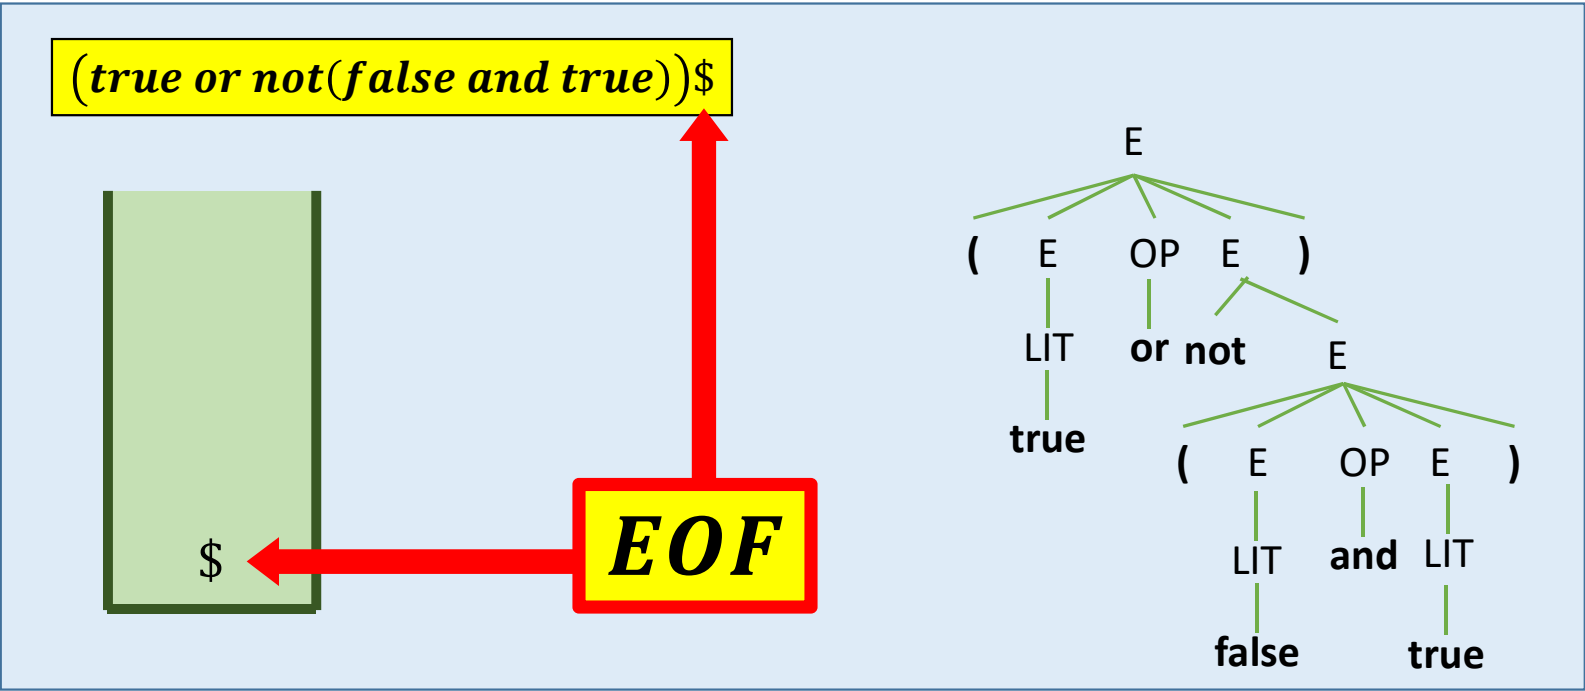 (true or not(false and true))$
E
( E OP E )
LIT or not E
true
( E OP E )
$ EOF
LIT and LIT
false true